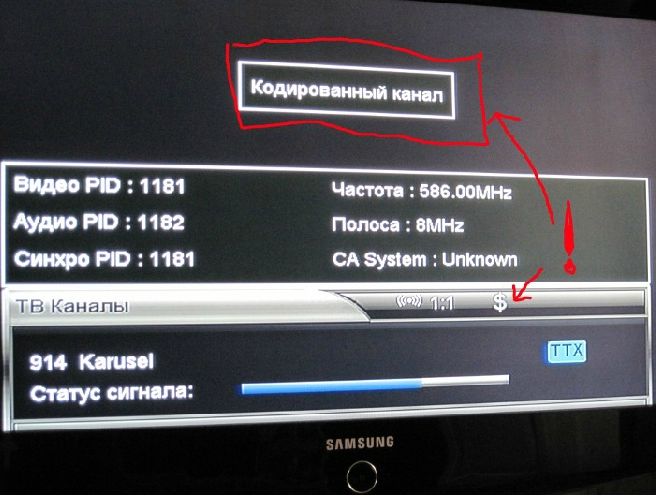 Кодированный канал
Видео PID : 1181
Частота : 586.00MHz
Аудио PID : 1182
Полоса : 8MHz
Синхро PID : 1181
CA System : Unknown
ТВ Каналы
1:1
$
!
914 Karusel
TTX
Статус сигнала:
SAMSUNG